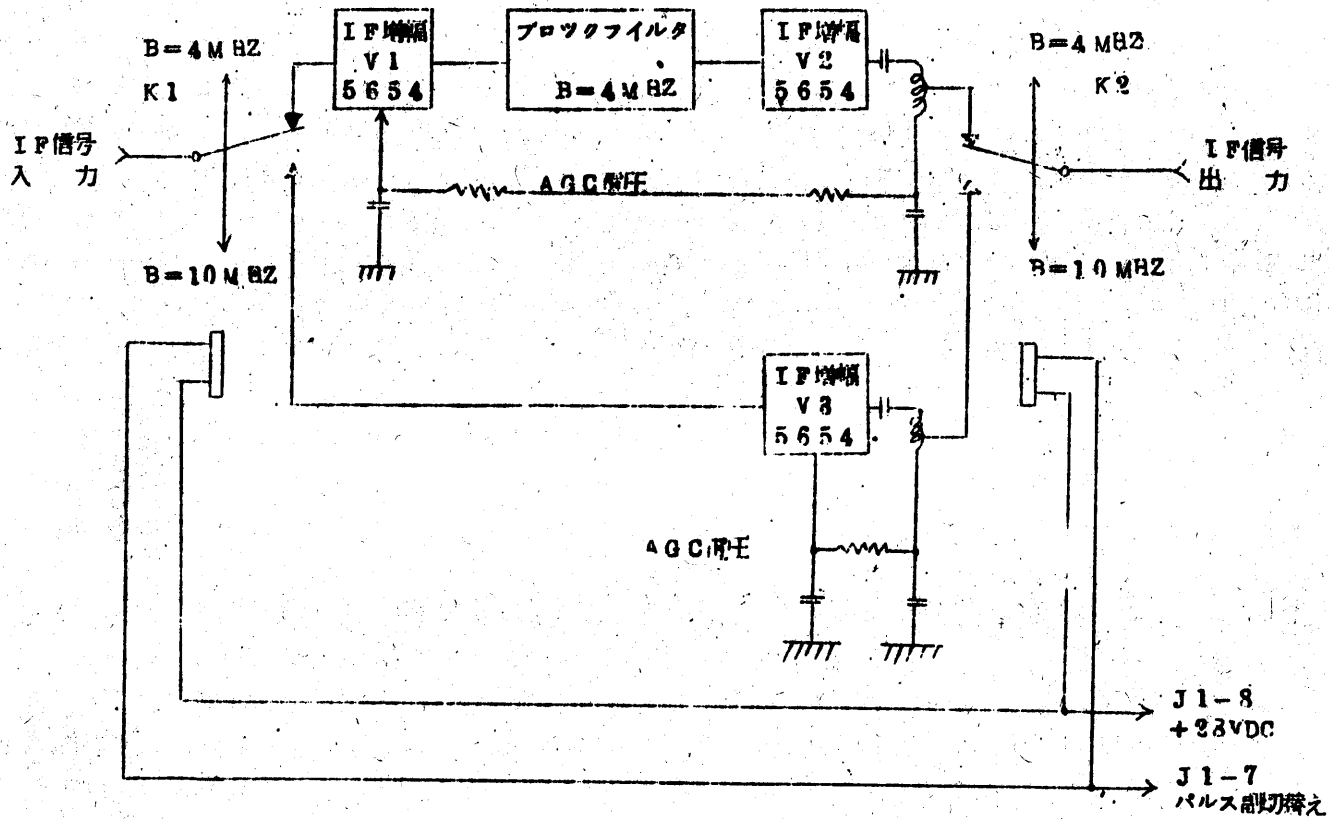 IF増幅
V1
5654
ブロックフイルタ
B=4MHZ
IF増幅
V2
5654
B=4MHZ
K1
B=4MHZ
K2
IF信号
入 力
IF信号
出 力
AGC電圧
B=10MHZ
B=10MHZ
IF増幅
V3
5654
AGC電圧
J1-8
+28VDC
J1-7
パルス幅切替え